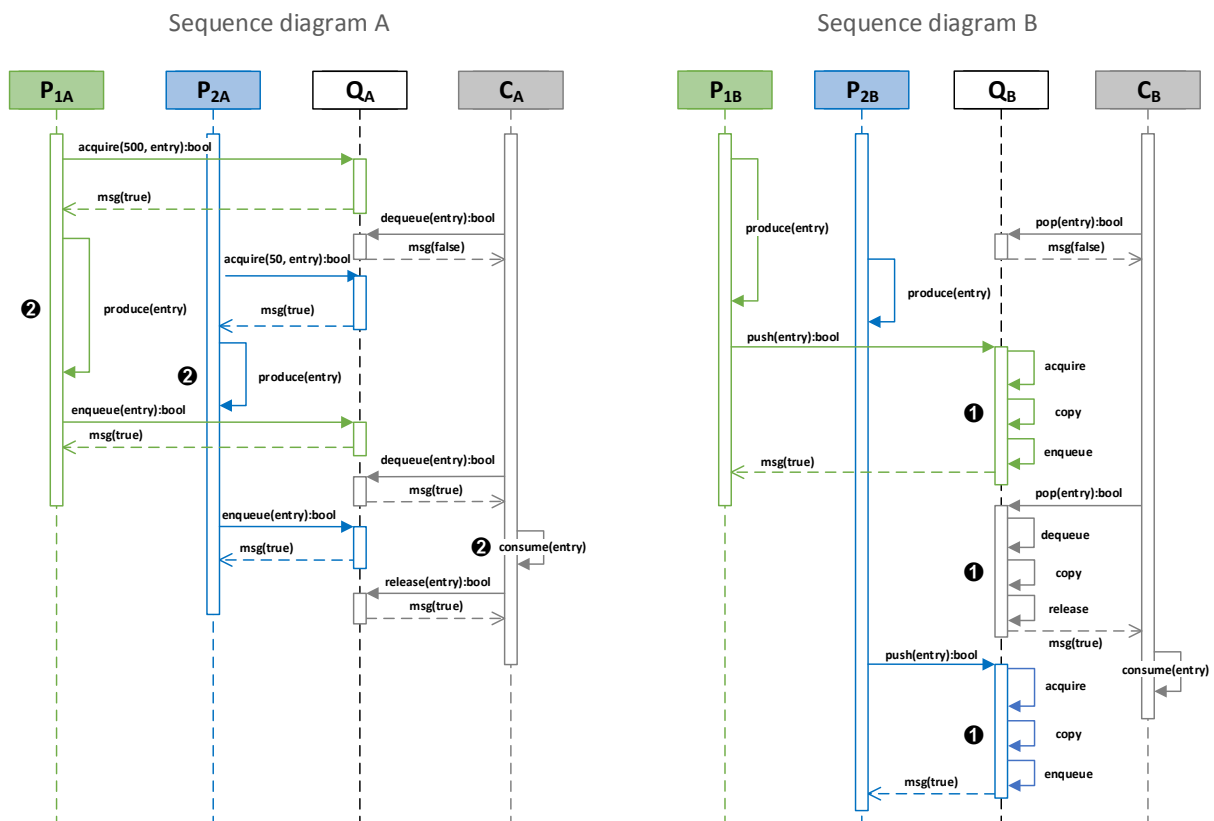 Sequence diagram A
Sequence diagram B
P1A
P2A
QA
CA
P1B
P2B
QB
CB
acquire(500, entry):bool
msg(true)
dequeue(entry):bool
msg(false)
acquire(50, entry):bool
msg(true)
❷
produce(entry)
❷
produce(entry)
enqueue(entry):bool
msg(true)
dequeue(entry):bool
msg(true)
enqueue(entry):bool
msg(true)
❷
consume(entry)
release(entry):bool
msg(true)
produce(entry)
pop(entry):bool
msg(false)
produce(entry)
push(entry):bool
acquire
❶
copy
enqueue
msg(true)
pop(entry):bool
dequeue
❶
copy
release
msg(true)
push(entry):bool
consume(entry)
acquire
❶
copy
enqueue
msg(true)